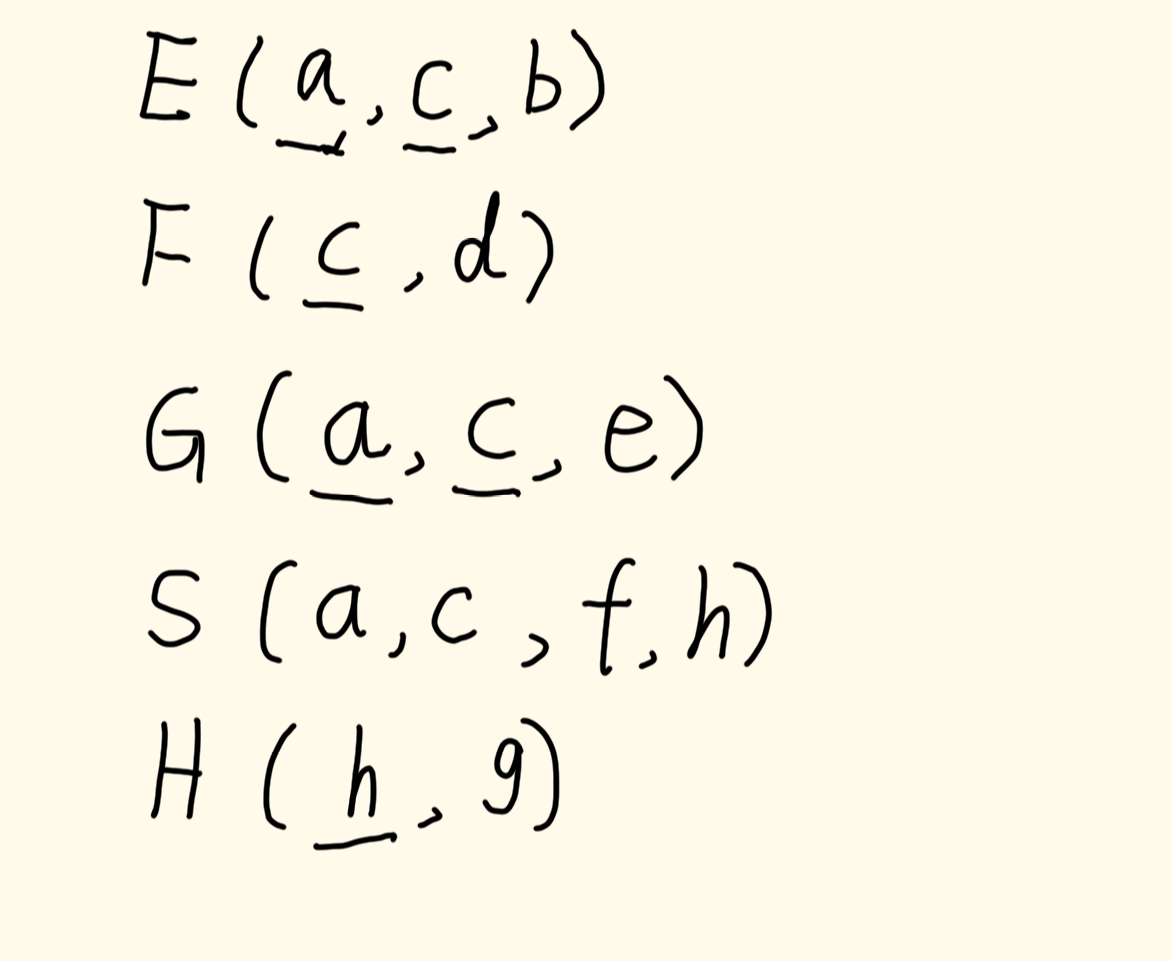 E (a, c, b)
F (c, d)
G (a, c, e)
S (a, c, f, h)
H (h, g)